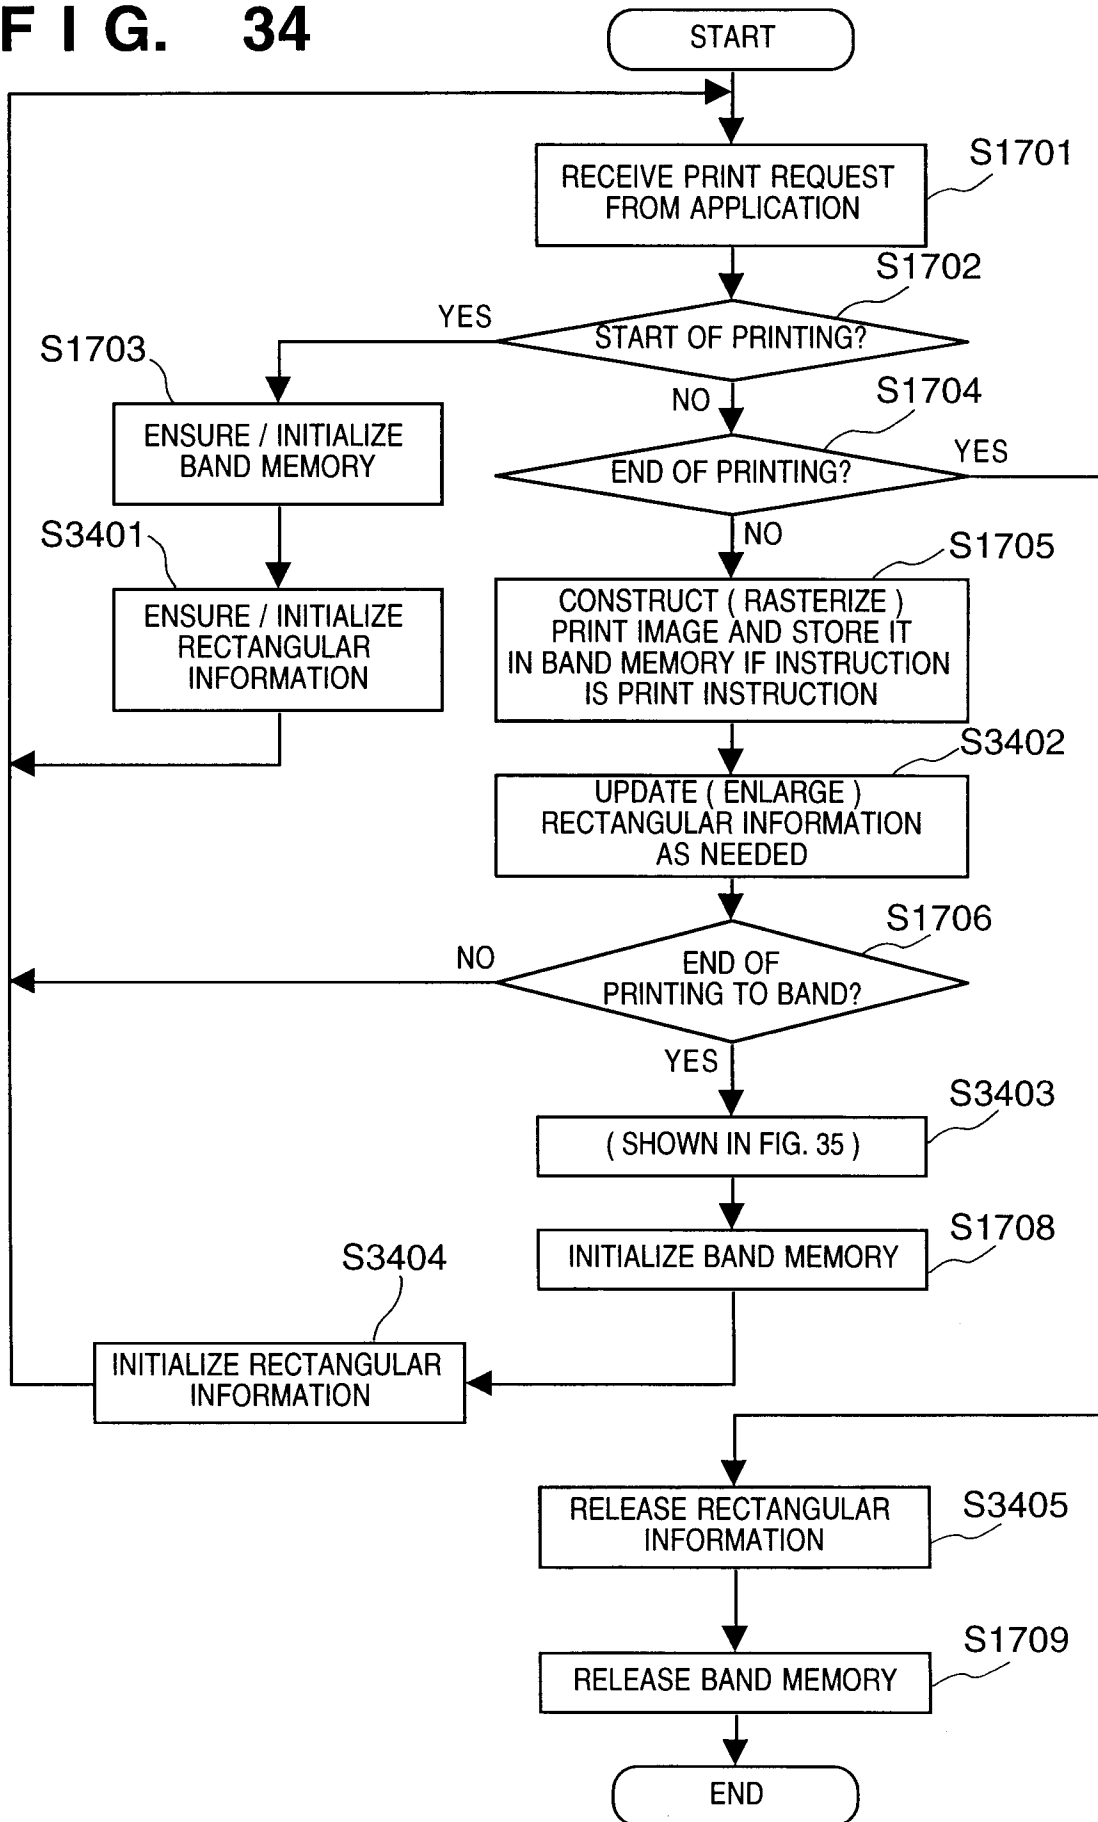 FIG. 34
START
RECEIVE PRINT REQUEST
FROM APPLICATION
S1701
S1702
START OF PRINTING?
YES
NO
S1703
ENSURE / INITIALIZE
BAND MEMORY
S1704
END OF PRINTING?
YES
NO
S3401
ENSURE / INITIALIZE
RECTANGULAR
INFORMATION
S1705
CONSTRUCT ( RASTERIZE )
PRINT IMAGE AND STORE IT
IN BAND MEMORY IF INSTRUCTION
IS PRINT INSTRUCTION
S3402
UPDATE ( ENLARGE )
RECTANGULAR INFORMATION
AS NEEDED
S1706
END OF
PRINTING TO BAND?
NO
YES
S3403
( SHOWN IN FIG. 35 )
S1708
INITIALIZE BAND MEMORY
S3404
INITIALIZE RECTANGULAR
INFORMATION
RELEASE RECTANGULAR
INFORMATION
S3405
S1709
RELEASE BAND MEMORY
END